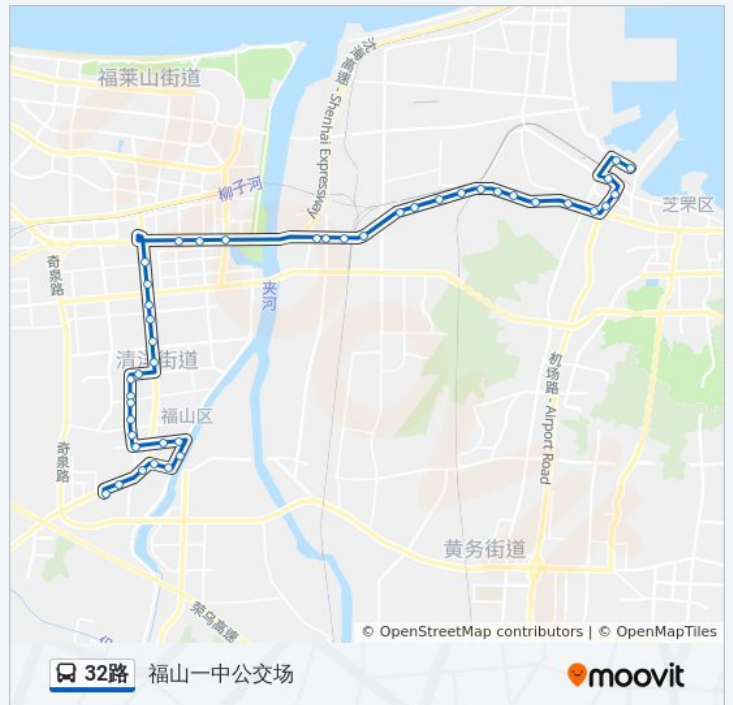 沈海高速 - Shenhai Expressway
福莱山街道
柳子河
芝罘区
奇泉路
夹河
清洋街道
机场路 - Airport Road
福山区
奇泉路
黄务街道
荣乌高速
© OpenStreetMap contributors | © OpenMapTiles
32路 福山一中公交场
moovit